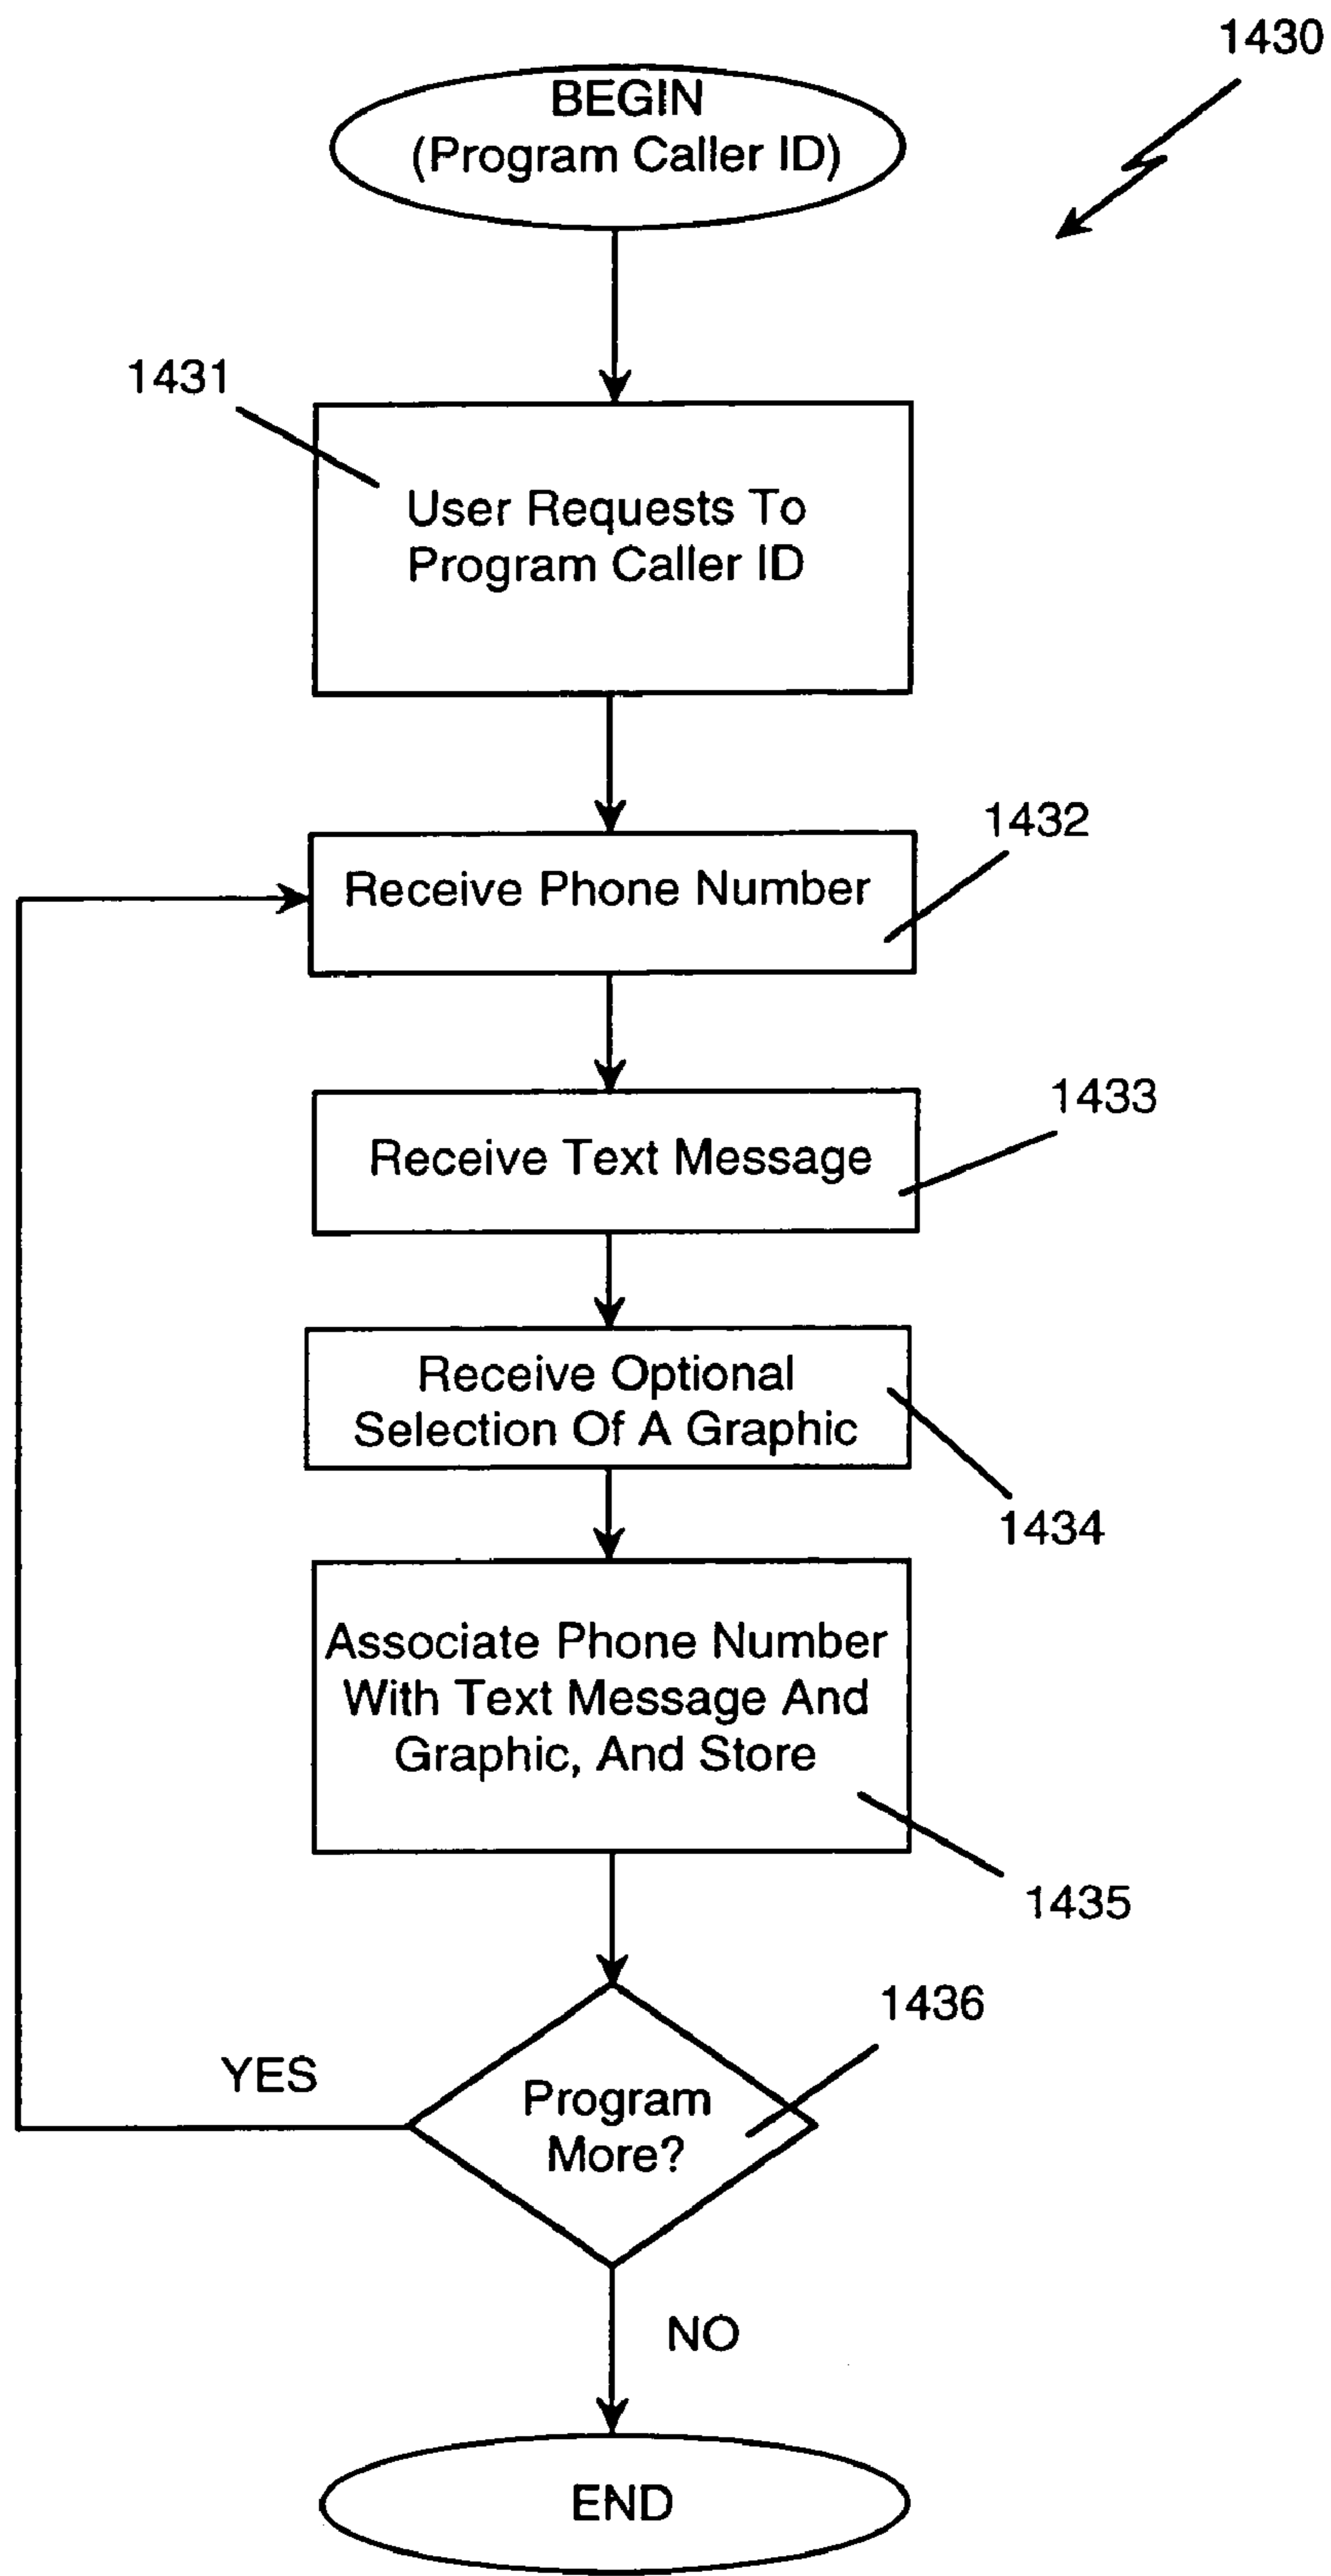 1430
BEGIN
(Program Caller ID)
1431
User Requests To
Program Caller ID
1432
Receive Phone Number
1433
Receive Text Message
Receive Optional
Selection Of A Graphic
1434
Associate Phone Number
With Text Message And
Graphic, And Store
1435
1436
YES
Program
More?
NO
END